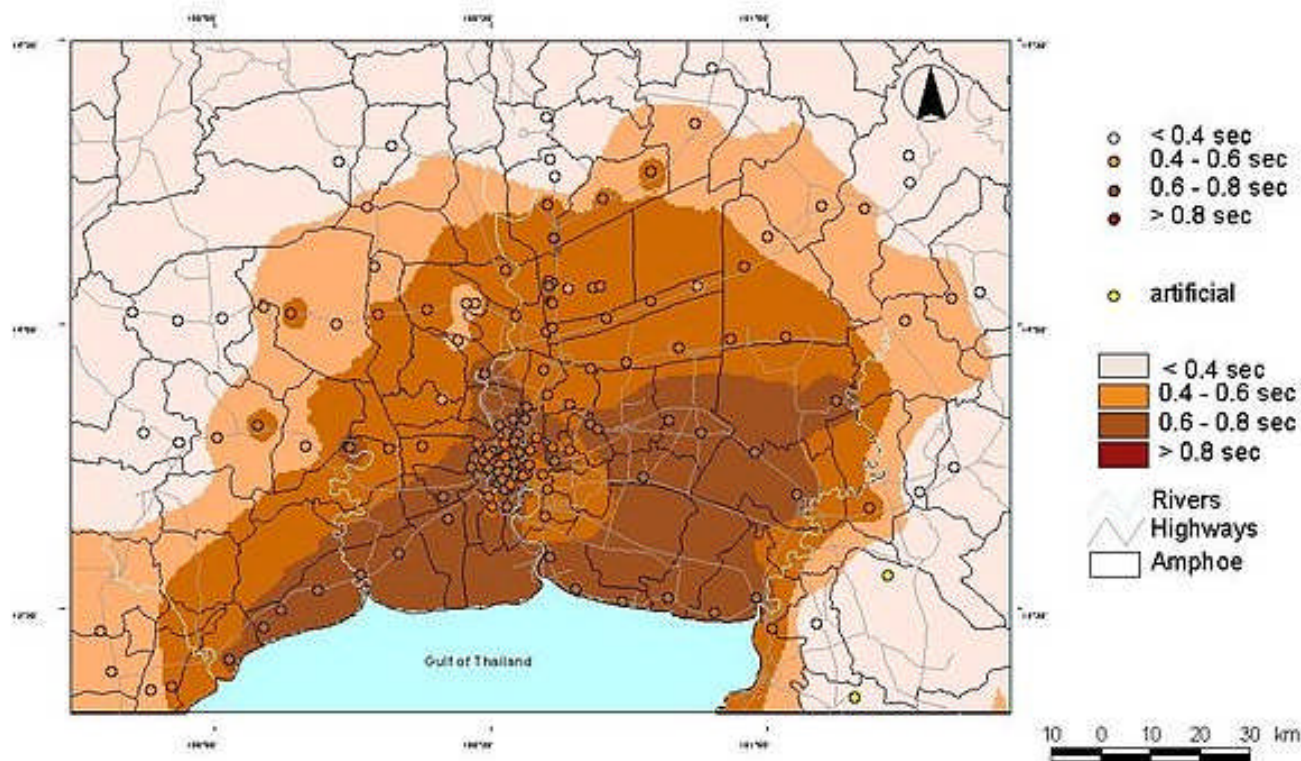 < 0.4 sec
0.4 - 0.6 sec
0.6 - 0.8 sec
> 0.8 sec
artificial
< 0.4 sec
0.4 - 0.6 sec
0.6 - 0.8 sec
> 0.8 sec
Rivers
Highways
Amphoe
Gulf of Thailand
10 0 10 20 30 km